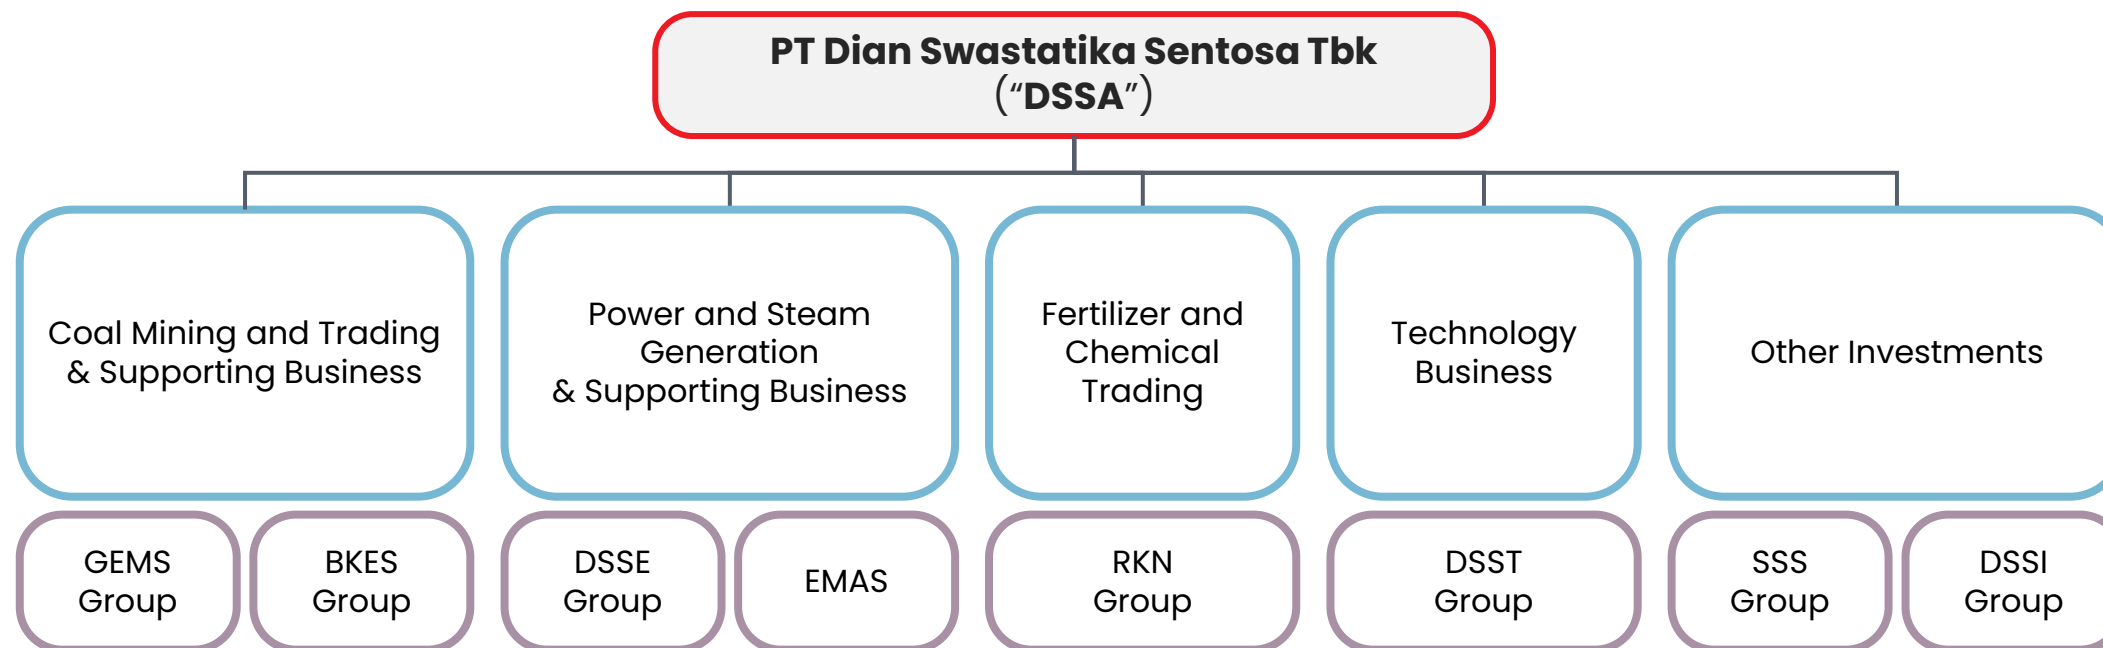 PT Dian Swastatika Sentosa Tbk
(“DSSA”)
Coal Mining and Trading
& Supporting Business
Power and Steam
Generation
& Supporting Business
Fertilizer and
Chemical
Trading
Technology
Business
Other Investments
GEMS
Group
BKES
Group
DSSE
Group
EMAS
RKN
Group
DSST
Group
SSS
Group
DSSI
Group